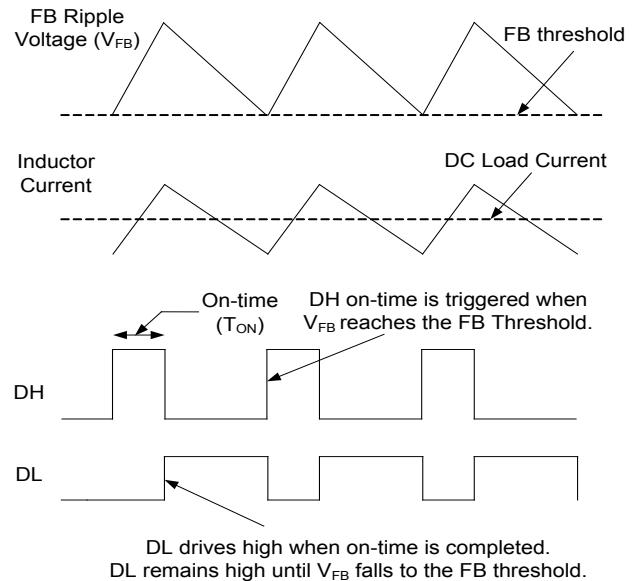 FB Ripple
Voltage (VFB)
FB threshold
Inductor
Current
DC Load Current
On-time
(TON)
DH on-time is triggered when
VFB reaches the FB Threshold.
DH
DL
DL drives high when on-time is completed.
DL remains high until VFB falls to the FB threshold.